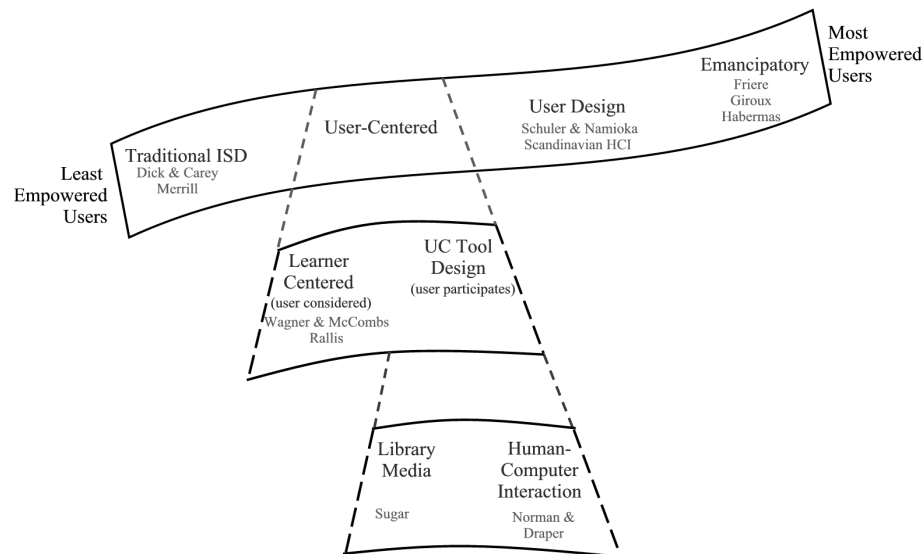 Most
Empowered
Users
Emancipatory
Friere
Giroux
Habermas
User Design
Schuler & Namioka
Scandinavian HCI
User-Centered
Traditional ISD
Dick & Carey
Merrill
Least
Empowered
Users
Learner
Centered
(user considered)
Wagner & McCombs
Rallis
UC Tool
Design
(user participates)
Library
Media
Sugar
Human-
Computer
Interaction
Norman &
Draper